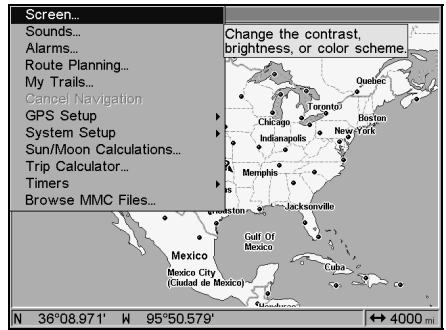 Screen...
Sounds...
Alarms...
Route Planning...
My Trails...
Cancel Navigation
GPS Setup
System Setup
Sun/Moon Calculations...
Trip Calculator...
Timers
Browse MMC Files...
Change the contrast,
brightness, or color scheme.
Quebec
Toronto
Boston
Chicago
New York
Indianapolis
Memphis
Jacksonville
Gulf Of
Mexico
Mexico
Cuba
Mexico City
(Ciudad de Mexico)
N 36°08.971' W 95°50.579' ↔ 4000 mi